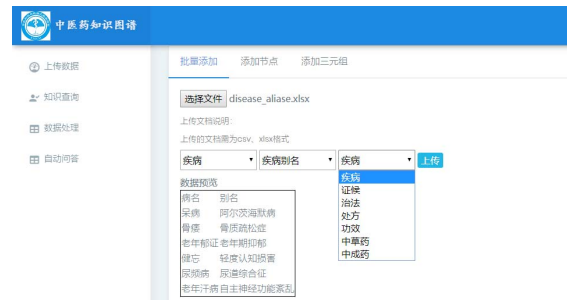 中医药知识图谱
上传数据
知识查询
数据处理
自动问答
批量添加 添加节点 添加三元组
选择文件 disease_aliase.xlsx
上传文档说明：
上传的文档需为csv、xlsx格式
疾病 疾病别名 疾病 上传
疾病
证候
治法
处方
功效
中草药
中成药
数据预览
病名 别名
呆病 阿尔茨海默病
骨痿 骨质疏松症
老年郁证 老年期抑郁
健忘 轻度认知损害
尿频病 尿道综合征
老年汗病 自主神经功能紊乱